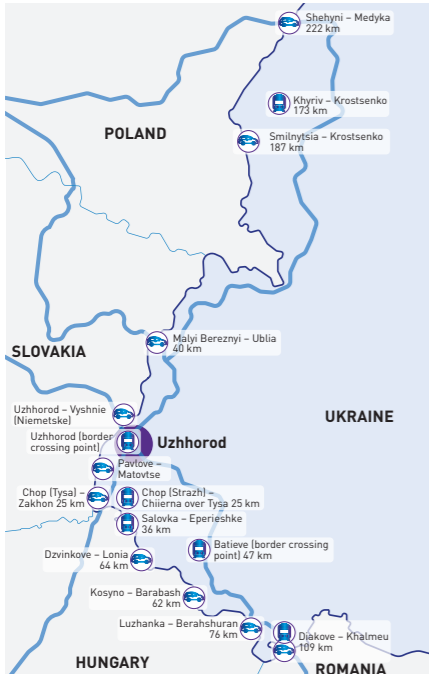 Shehyni – Medyka
222 km
Khyriv – Krostsenko
173 km
POLAND
Smilnytsia – Krostsenko
187 km
Malyi Bereznyi – Ublia
40 km
SLOVAKIA
Uzhhorod – Vyshnie
(Niemetske)
UKRAINE
Uzhhorod (border
crossing point)
Uzhhorod
Pavlove –
Matovtse
Chop (Tysa) –
Zakhon 25 km
Chop (Strazh) –
Chiierna over Tysa 25 km
Salovka – Eperieshke
36 km
Dzvinkove – Lonia
64 km
Batieve (border crossing
point) 47 km
Kosyno – Barabash
62 km
Luzhanka – Berahshuran
76 km
Diakove – Khalmeu
109 km
HUNGARY
ROMANIA